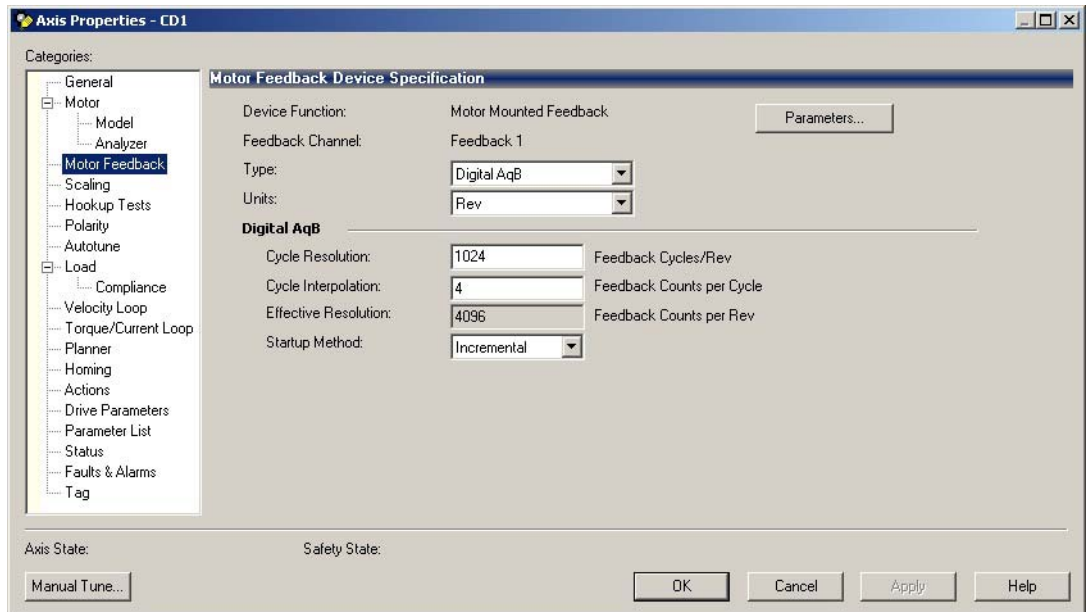 Axis Properties - CD1
Categories:
General
Motor
Model
Analyzer
Motor Feedback
Scaling
Hookup Tests
Polarity
Autotune
Load
Compliance
Velocity Loop
Torque/Current Loop
Planner
Homing
Actions
Drive Parameters
Parameter List
Status
Faults & Alarms
Tag
Motor Feedback Device Specification
Device Function: Motor Mounted Feedback Parameters...
Feedback Channel: Feedback 1
Type: Digital AqB
Units: Rev
Digital AqB
Cycle Resolution: 1024 Feedback Cycles/Rev
Cycle Interpolation: 4 Feedback Counts per Cycle
Effective Resolution: 4096 Feedback Counts per Rev
Startup Method: Incremental
Axis State: Safety State:
Manual Tune... OK Cancel Apply Help